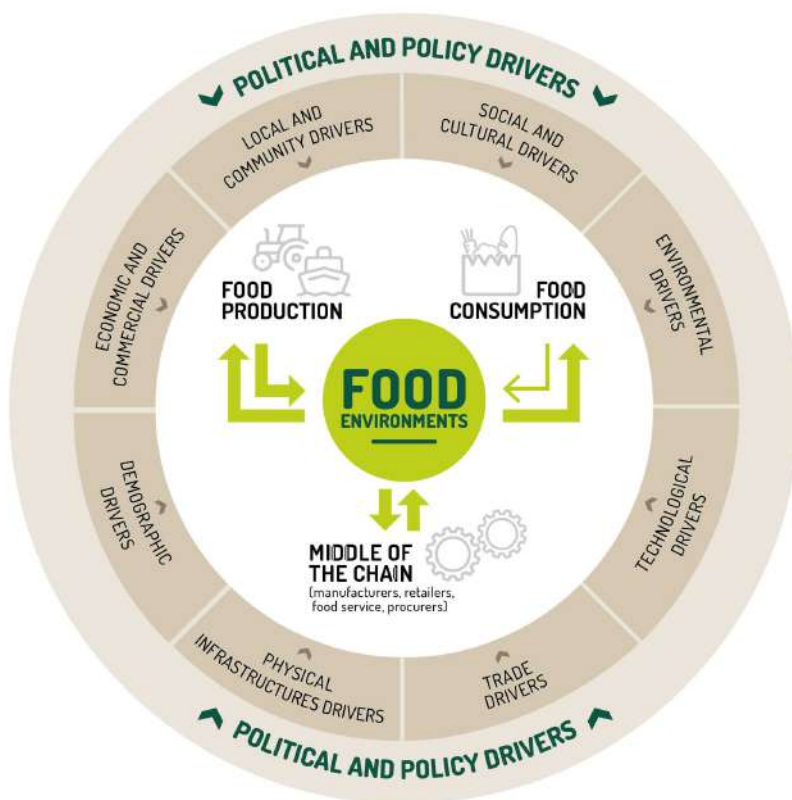 POLITICAL AND POLICY DRIVERS
LOCAL AND
COMMUNITY DRIVERS
SOCIAL AND
CULTURAL DRIVERS
ECONOMIC AND
COMMERCIAL DRIVERS
ENVIRONMENTAL
DRIVERS
FOOD
PRODUCTION
FOOD
CONSUMPTION
FOOD
ENVIRONMENTS
DEMOGRAPHIC
DRIVERS
TECHNOLOGICAL
DRIVERS
MIDDLE OF
THE CHAIN
(manufacturers, retailers,
food service, procurers)
PHYSICAL
INFRASTRUCTURES DRIVERS
TRADE
DRIVERS
POLITICAL AND POLICY DRIVERS